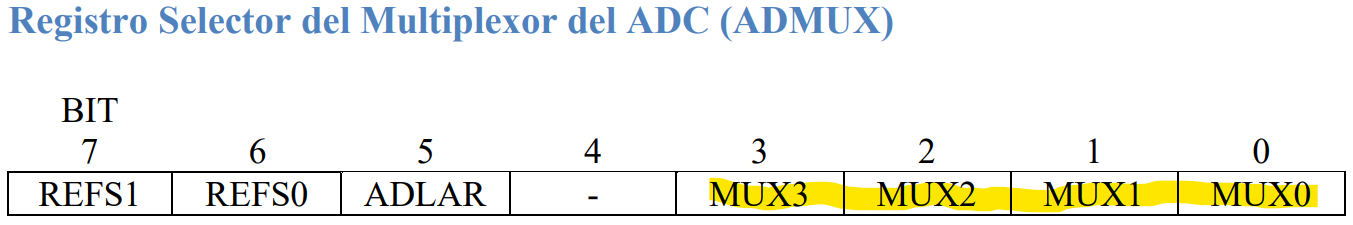 Registro Selector del Multiplexor del ADC (ADMUX)
BIT
7 6 5 4 3 2 1 0
REFS1 REFS0 ADLAR - MUX3 MUX2 MUX1 MUX0